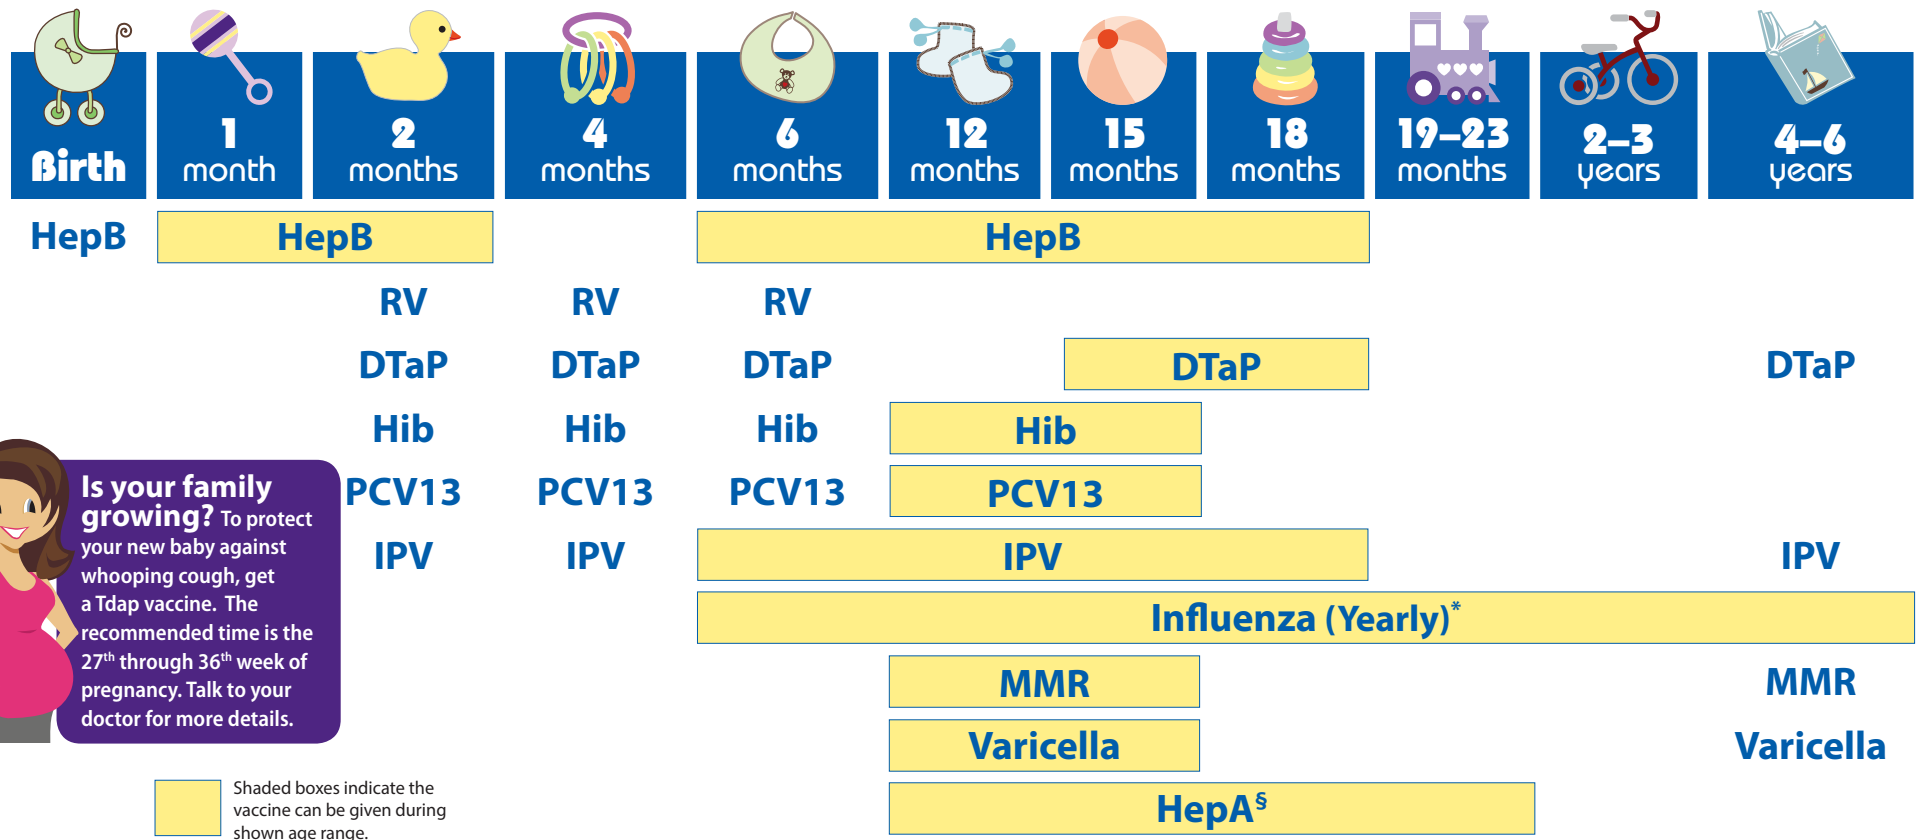 Birth
1
month
2
months
4
months
6
months
12
months
15
months
18
months
19–23
months
2–3
years
4–6
years
HepB HepB HepB
RV RV RV
DTaP DTaP DTaP DTaP DTaP
Hib Hib Hib Hib
PCV13 PCV13 PCV13 PCV13
IPV IPV IPV IPV
Influenza (Yearly)*
MMR MMR
Varicella Varicella
HepA§
Is your family
growing? To protect
your new baby against
whooping cough, get
a Tdap vaccine. The
recommended time is the
27th through 36th week of
pregnancy. Talk to your
doctor for more details.
Shaded boxes indicate the
vaccine can be given during
shown age range.